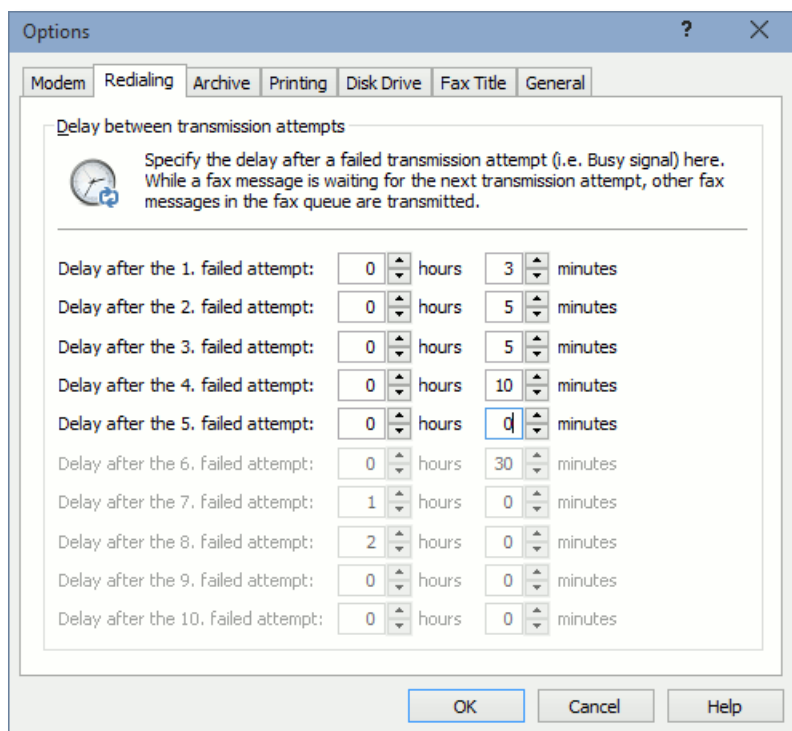 Options ?
Modem Redialing Archive Printing Disk Drive Fax Title General
Delay between transmission attempts
Specify the delay after a failed transmission attempt (i.e. Busy signal) here.
While a fax message is waiting for the next transmission attempt, other fax
messages in the fax queue are transmitted.
Delay after the 1. failed attempt: 0 hours 3 minutes
Delay after the 2. failed attempt: 0 hours 5 minutes
Delay after the 3. failed attempt: 0 hours 5 minutes
Delay after the 4. failed attempt: 0 hours 10 minutes
Delay after the 5. failed attempt: 0 hours 0 minutes
Delay after the 6. failed attempt: 0 hours 30 minutes
Delay after the 7. failed attempt: 1 hours 0 minutes
Delay after the 8. failed attempt: 2 hours 0 minutes
Delay after the 9. failed attempt: 0 hours 0 minutes
Delay after the 10. failed attempt: 0 hours 0 minutes
OK Cancel Help